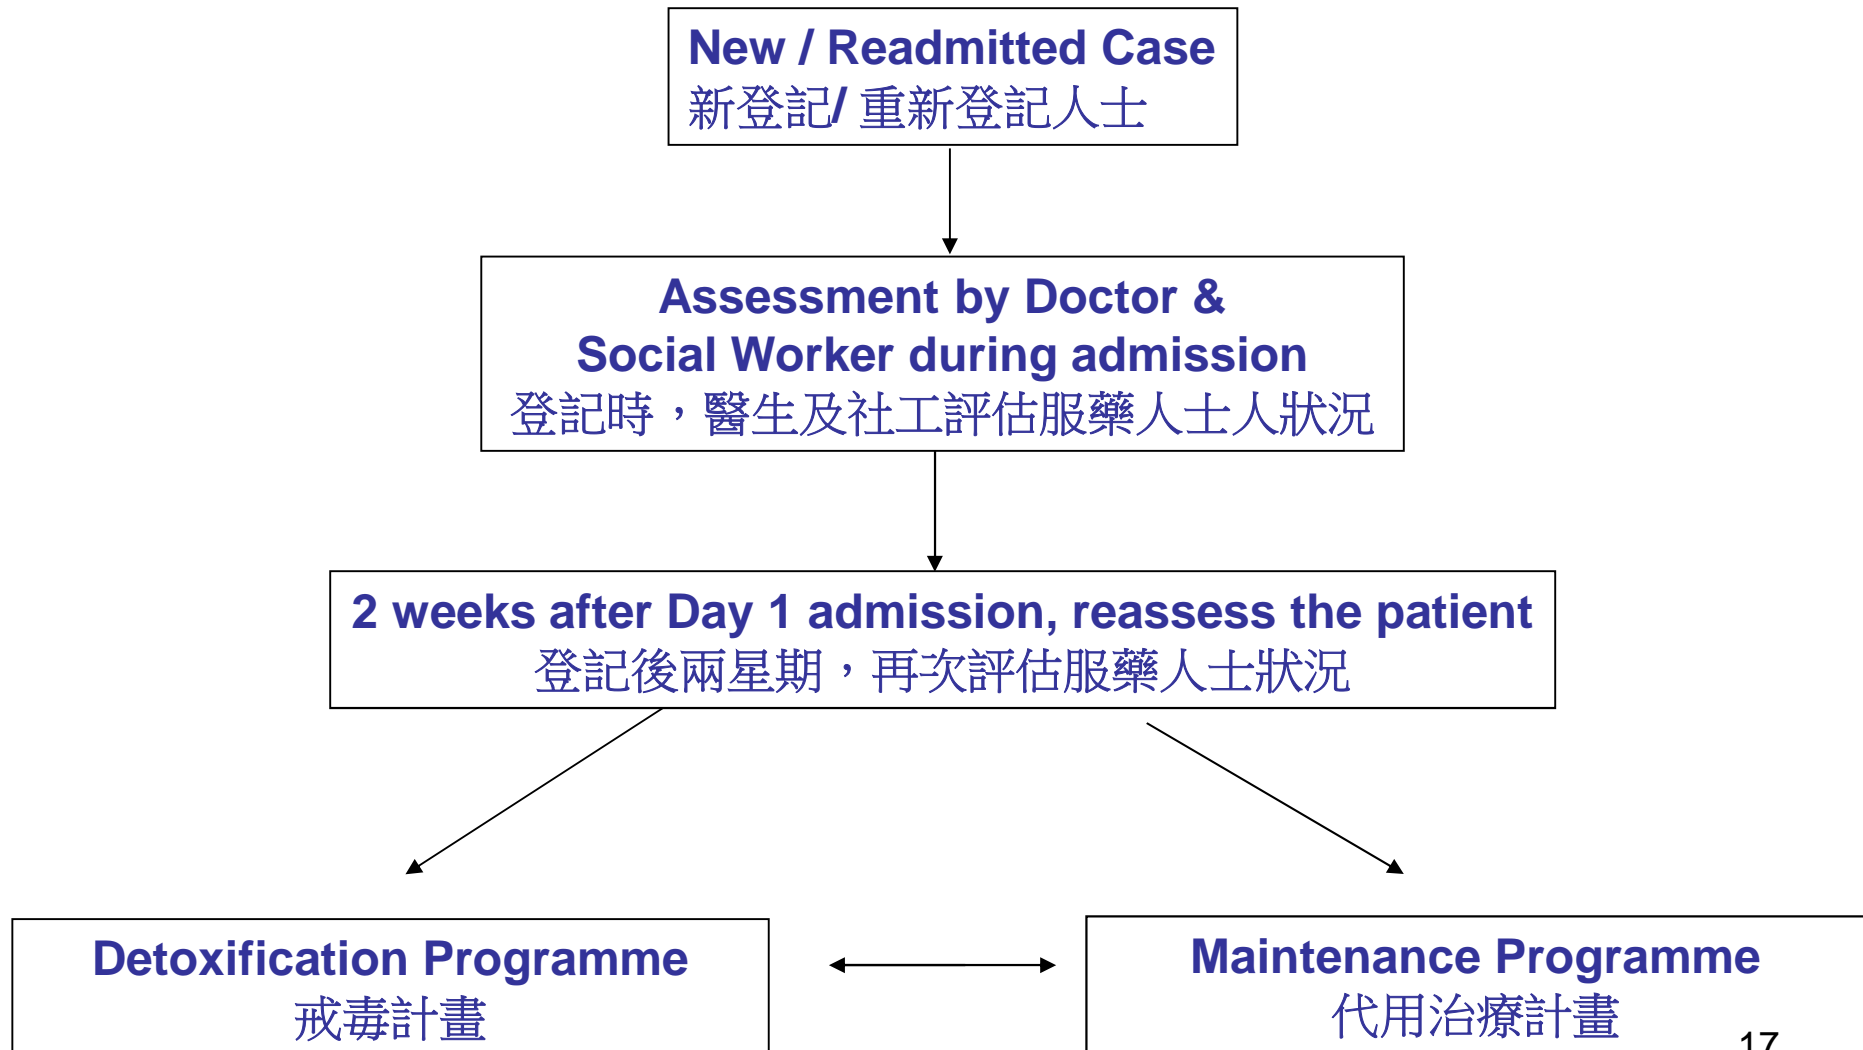 New / Readmitted Case
新登記/ 重新登記人士
Assessment by Doctor &
Social Worker during admission
登記時，醫生及社工評估服藥人士人狀況
2 weeks after Day 1 admission, reassess the patient
登記後兩星期，再次評估服藥人士狀況
Detoxification Programme
戒毒計畫
Maintenance Programme
代用治療計畫
17